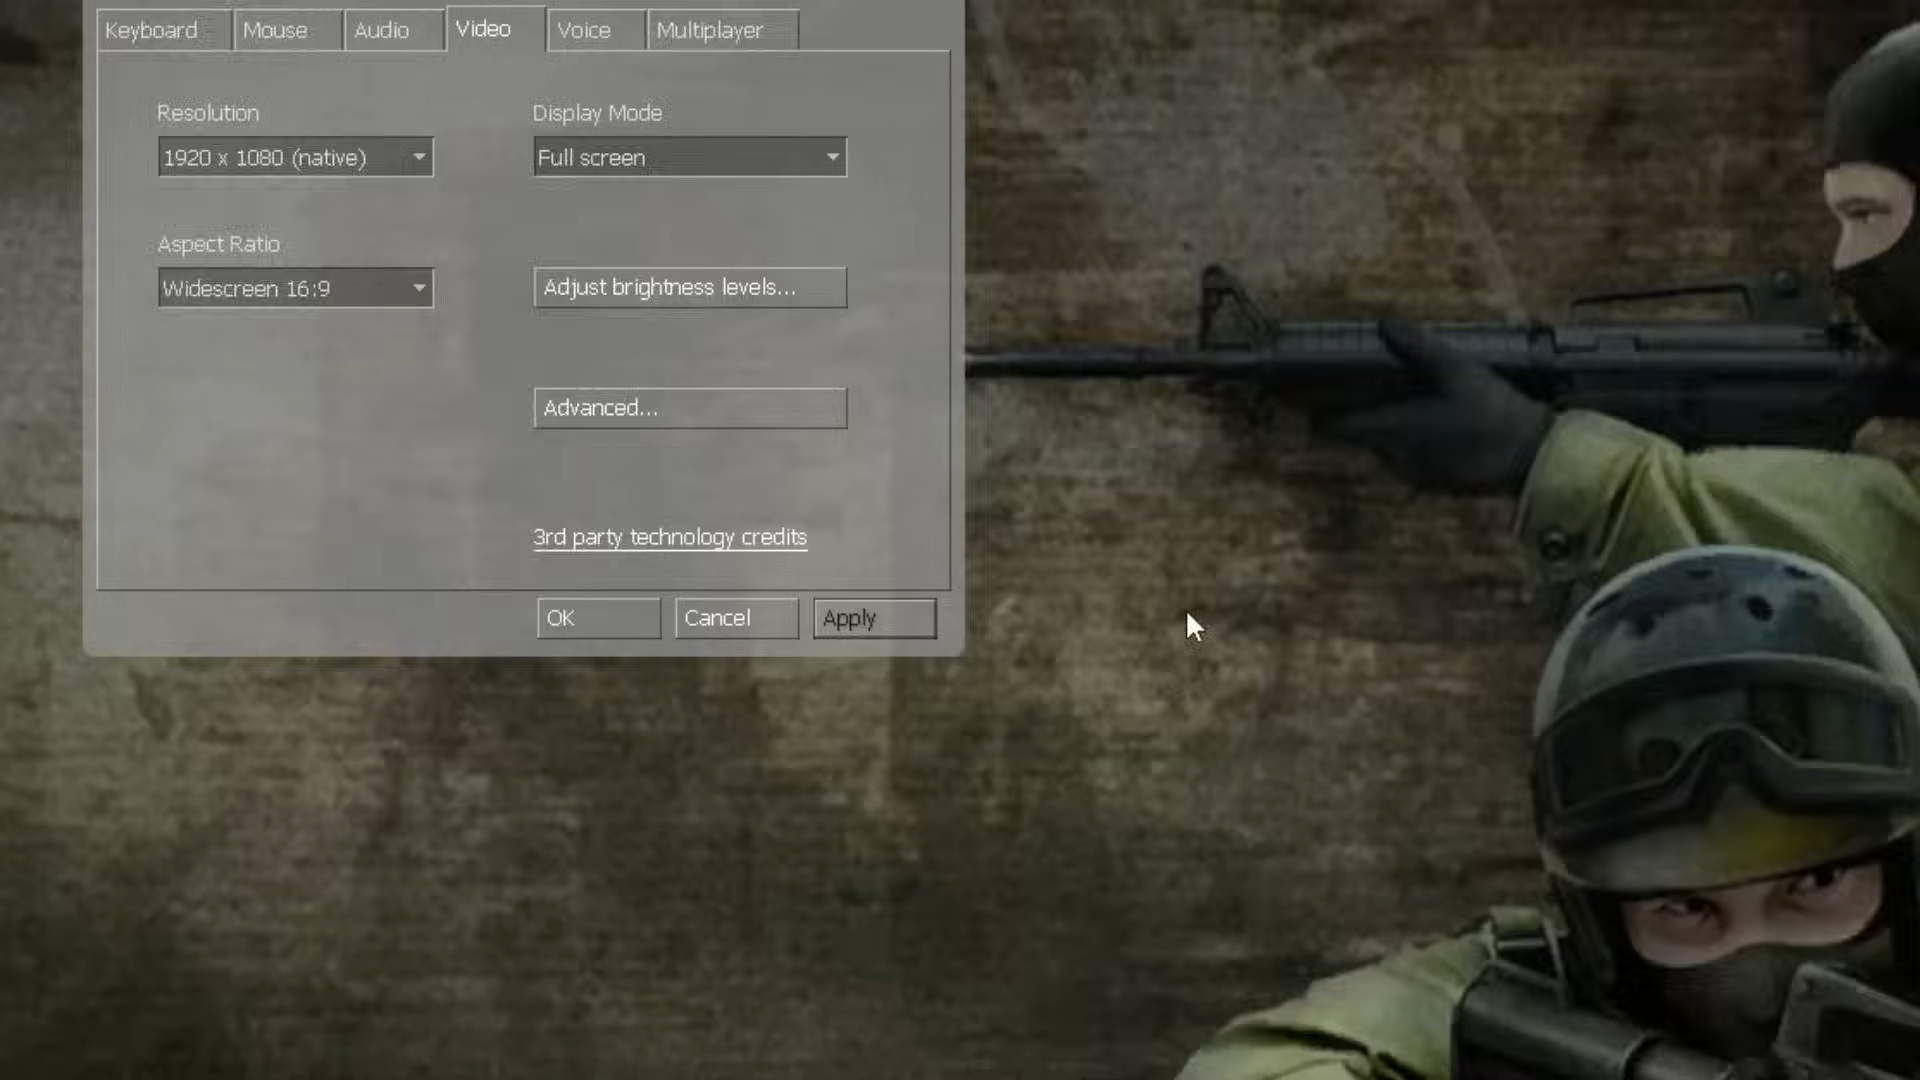 Keyboard Mouse Audio Video Voice Multiplayer
Resolution Display Mode
1920 x 1080 (native) Full screen
Aspect Ratio
Widescreen 16:9 Adjust brightness levels...
Advanced...
3rd party technology credits
OK Cancel Apply